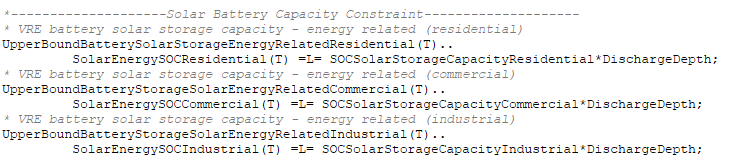 *--------------------Solar Battery Capacity Constraint--------------------
* VRE battery solar storage capacity - energy related (residential)
UpperBoundBatterySolarStorageEnergyRelatedResidential(T)..
SolarEnergySOCResidential(T) =L= SOCSolarStorageCapacityResidential*DischargeDepth;
* VRE battery solar storage capacity - energy related (commercial)
UpperBoundBatteryStorageSolarEnergyRelatedCommercial(T)..
SolarEnergySOCCommercial(T) =L= SOCSolarStorageCapacityCommercial*DischargeDepth;
* VRE battery solar storage capacity - energy related (industrial)
UpperBoundBatteryStorageSolarEnergyRelatedIndustrial(T)..
SolarEnergySOCIndustrial(T) =L= SOCSolarStorageCapacityIndustrial*DischargeDepth;